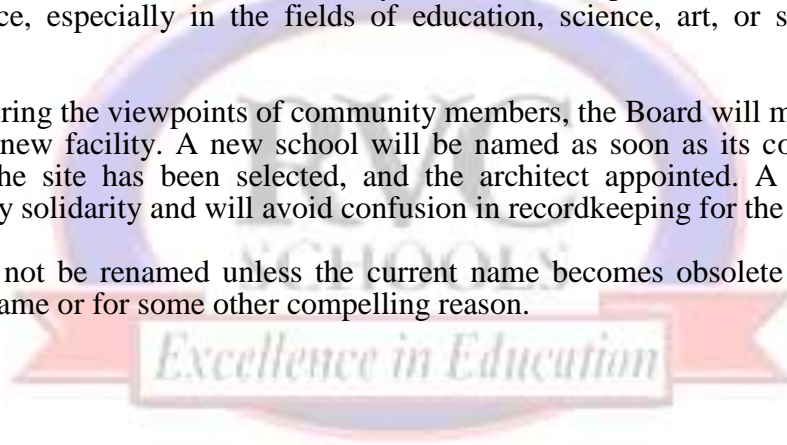 ce, especially in the fields of education, science, art, or s
ring the viewpoints of community members, the Board will m
new facility. A new school will be named as soon as its co
he site has been selected, and the architect appointed. A
y solidarity and will avoid confusion in recordkeeping for the
RVC
SCHOOLS
not be renamed unless the current name becomes obsolete
ame or for some other compelling reason.
Excellence in Education